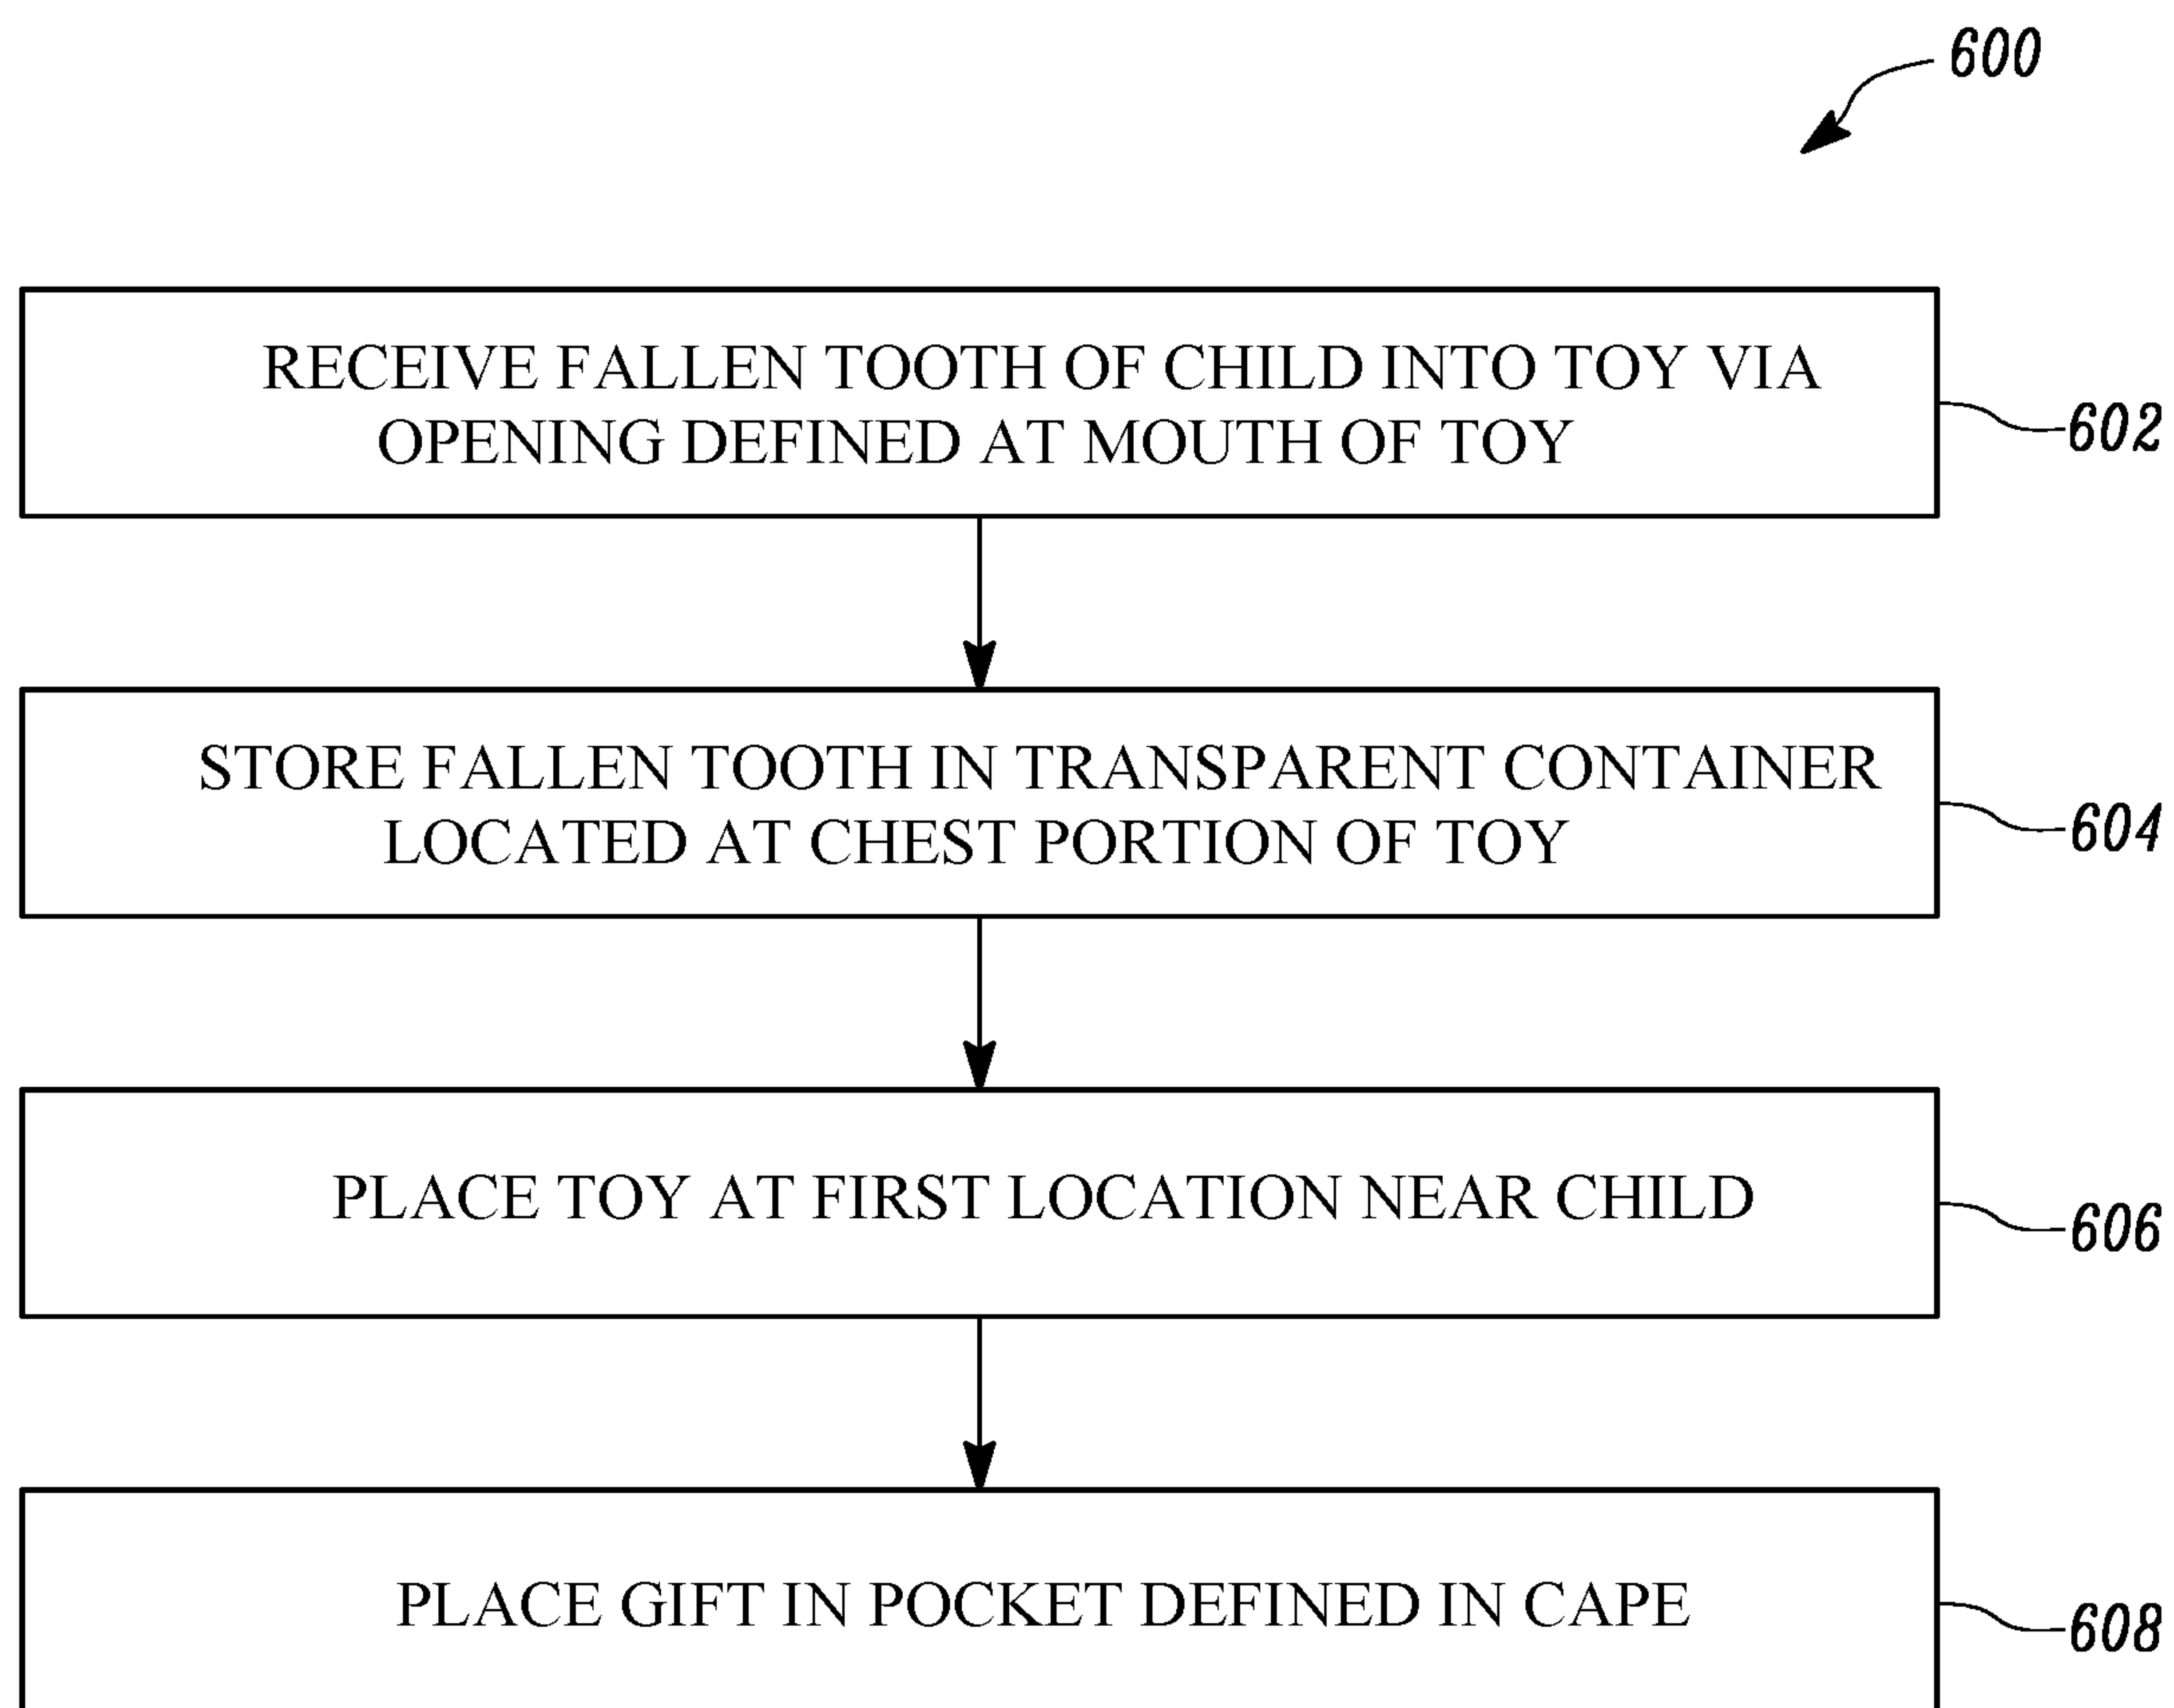 600
RECEIVE FALLEN TOOTH OF CHILD INTO TOY VIA
OPENING DEFINED AT MOUTH OF TOY
602
STORE FALLEN TOOTH IN TRANSPARENT CONTAINER
LOCATED AT CHEST PORTION OF TOY
604
PLACE TOY AT FIRST LOCATION NEAR CHILD
606
PLACE GIFT IN POCKET DEFINED IN CAPE
608